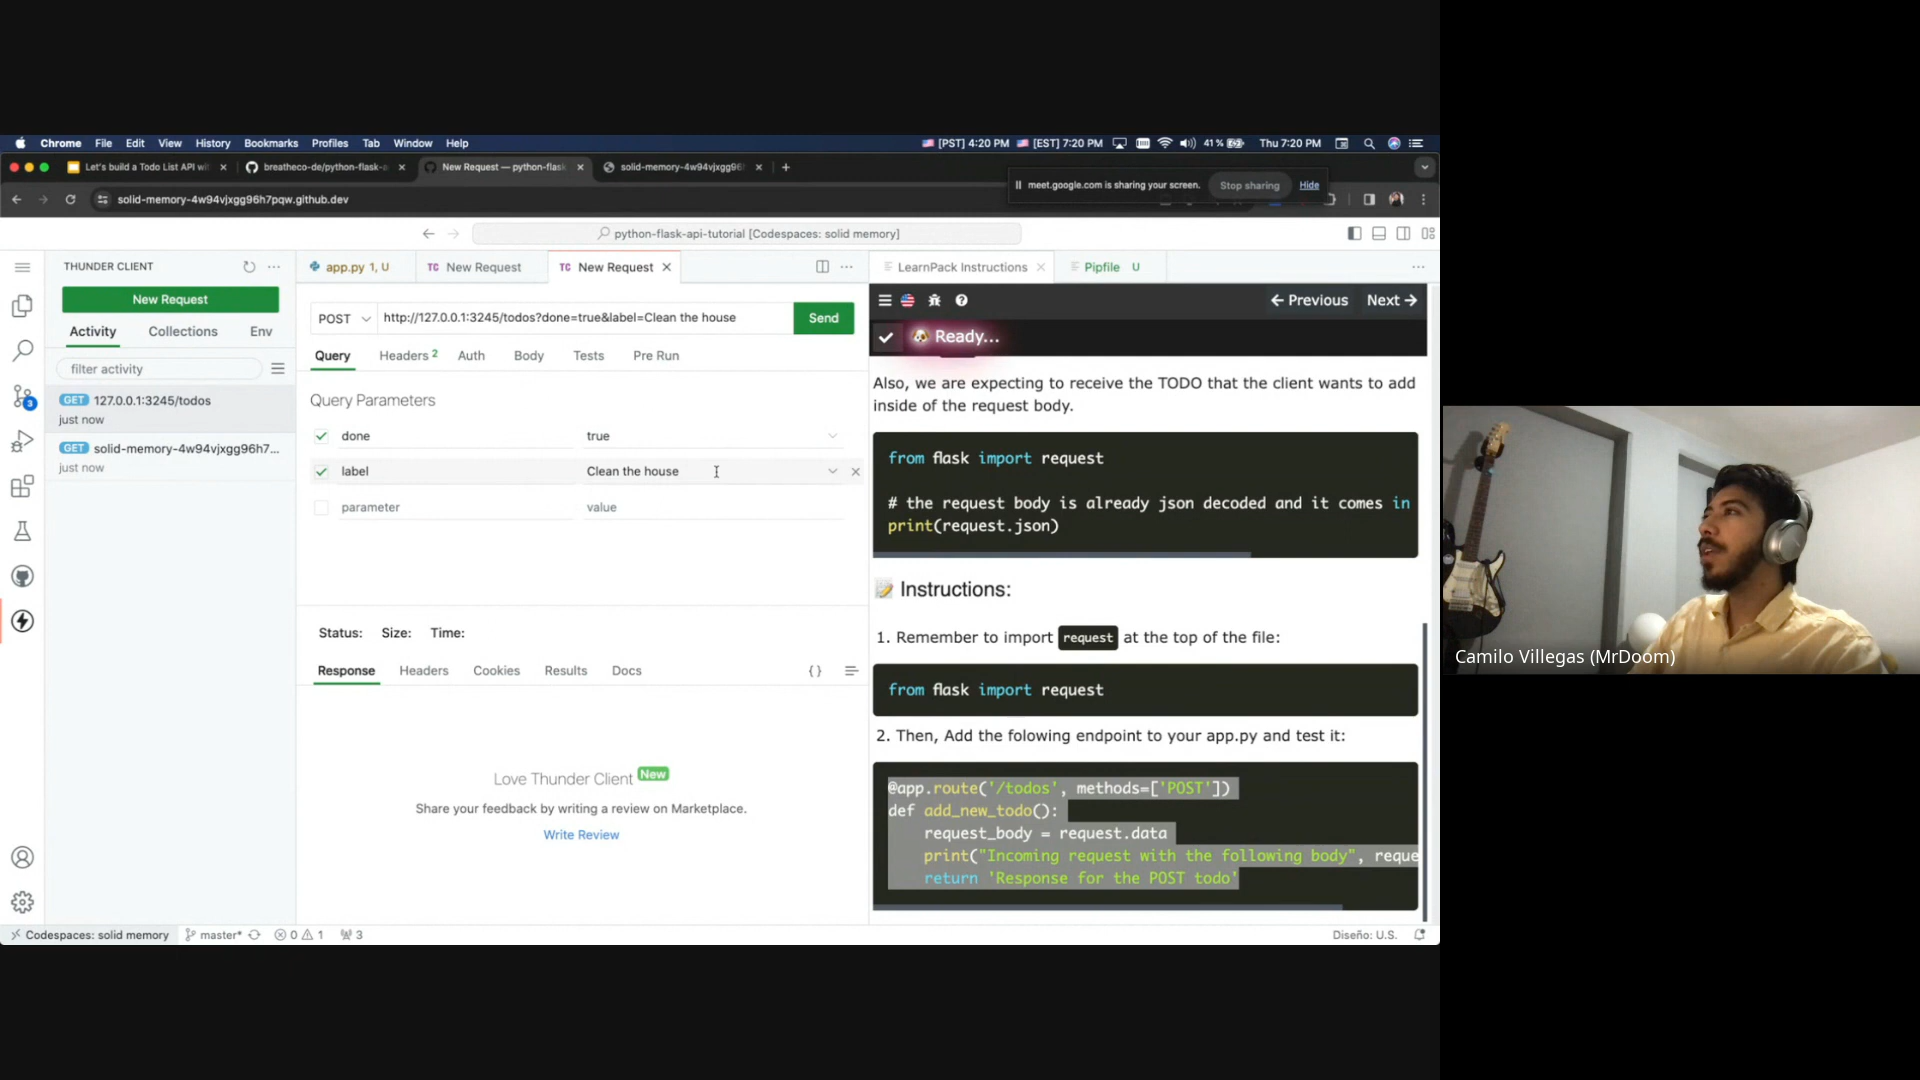 Chrome File Edit View History Bookmarks Profiles Tab Window Help
[PST] 4:20 PM [EST] 7:20 PM 41% Thu 7:20 PM
Let's build a Todo List API wi
breatheco-de/python-flask-a
New Request — python-flask
solid-memory-4w94vjxgg96h
solid-memory-4w94vjxgg96h7pqw.github.dev
meet.google.com is sharing your screen. Stop sharing Hide
python-flask-api-tutorial [Codespaces: solid memory]
THUNDER CLIENT
New Request
Activity Collections Env
filter activity
GET 127.0.0.1:3245/todos
just now
GET solid-memory-4w94vjxgg96h7...
just now
app.py 1, U
TC New Request
TC New Request
POST http://127.0.0.1:3245/todos?done=true&label=Clean the house Send
Query Headers 2 Auth Body Tests Pre Run
Query Parameters
done true
label Clean the house
parameter value
Status: Size: Time:
Response Headers Cookies Results Docs { }
Love Thunder Client New
Share your feedback by writing a review on Marketplace.
Write Review
LearnPack Instructions
Pipfile U
← Previous Next →
Ready...
Also, we are expecting to receive the TODO that the client wants to add
inside of the request body.
from flask import request
# the request body is already json decoded and it comes in
print(request.json)
Instructions:
1. Remember to import request at the top of the file:
from flask import request
2. Then, Add the folowing endpoint to your app.py and test it:
@app.route('/todos', methods=['POST'])
def add_new_todo():
request_body = request.data
print("Incoming request with the following body", reque
return 'Response for the POST todo'
Codespaces: solid memory master* 0 1 3
Diseño: U.S.
Camilo Villegas (MrDoom)